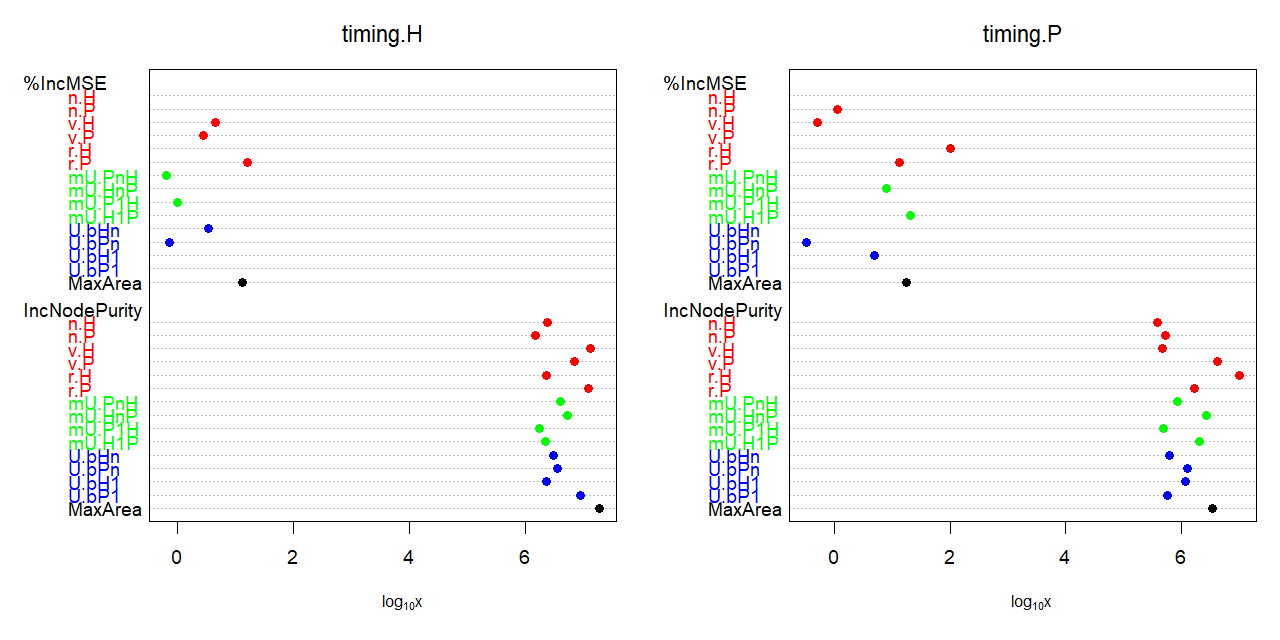 timing.H
%IncMSE
n.H
n.P
v.H
v.P
r.H
r.P
mU.PnH
mU.HnP
mU.P1H
mU.H1P
U.bHn
U.bPn
U.bH1
U.bP1
MaxArea
IncNodePurity
n.H
n.P
v.H
v.P
r.H
r.P
mU.PnH
mU.HnP
mU.P1H
mU.H1P
U.bHn
U.bPn
U.bH1
U.bP1
MaxArea
0 2 4 6
log₁₀x
timing.P
%IncMSE
n.H
n.P
v.H
v.P
r.H
r.P
mU.PnH
mU.HnP
mU.P1H
mU.H1P
U.bHn
U.bPn
U.bH1
U.bP1
MaxArea
IncNodePurity
n.H
n.P
v.H
v.P
r.H
r.P
mU.PnH
mU.HnP
mU.P1H
mU.H1P
U.bHn
U.bPn
U.bH1
U.bP1
MaxArea
0 2 4 6
log₁₀x